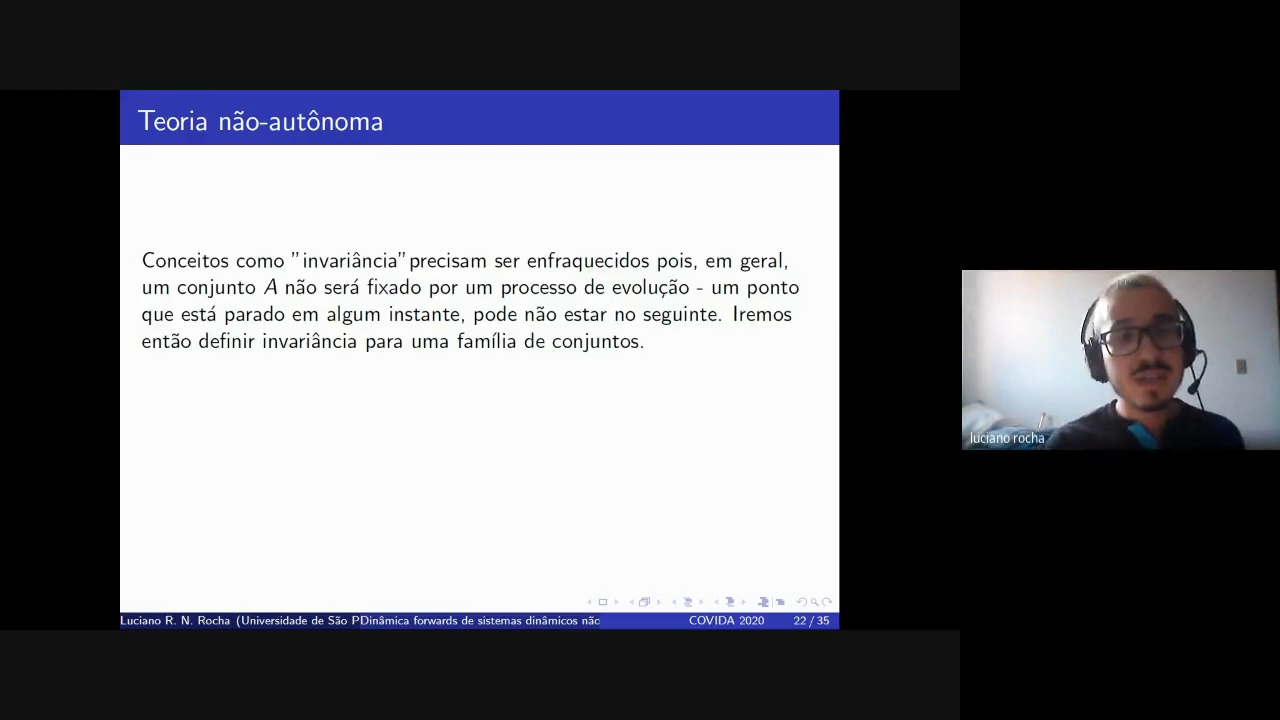 Teoria não-autônoma
Conceitos como "invariância"precisam ser enfraquecidos pois, em geral,
um conjunto A não será fixado por um processo de evolução - um ponto
que está parado em algum instante, pode não estar no seguinte. Iremos
então definir invariância para uma família de conjuntos.
luciano rocha
Luciano R. N. Rocha (Universidade de São P
Dinâmica forwards de sistemas dinâmicos nãc
COVIDA 2020
22 / 35